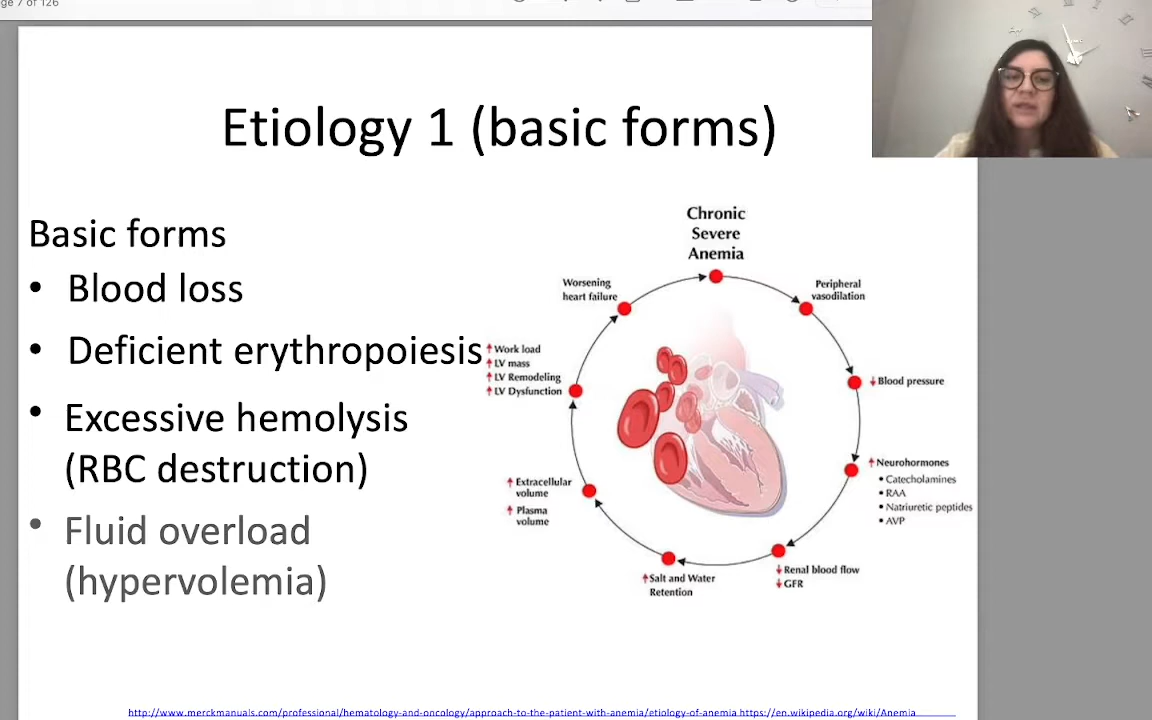 ge 7 of 126
Etiology 1 (basic forms)
Basic forms
• Blood loss
• Deficient erythropoiesis
• Excessive hemolysis
(RBC destruction)
• Fluid overload
(hypervolemia)
Chronic
Severe
Anemia
Peripheral
vasodilation
↓Blood pressure
↑Neurohormones
• Catecholamines
• RAA
• Natriuretic peptides
• AVP
↓Renal blood flow
↓GFR
↑Salt and Water
Retention
↑Extracellular
volume
↑Plasma
volume
↑Work load
↑LV mass
↑LV Remodeling
↑LV Dysfunction
Worsening
heart failure
http://www.merckmanuals.com/professional/hematology-and-oncology/approach-to-the-patient-with-anemia/etiology-of-anemia https://en.wikipedia.org/wiki/Anemia